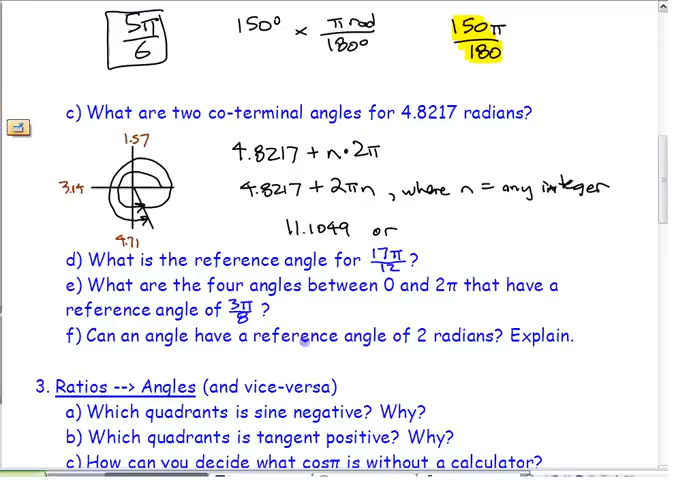 5π/6   150° × π rad/180°   150π/180
c) What are two co-terminal angles for 4.8217 radians?
1.57
4.8217 + n·2π
3.14
4.8217 + 2πn, where n = any integer
4.71
11.1049 or
d) What is the reference angle for 17π/12?
e) What are the four angles between 0 and 2π that have a
reference angle of 3π/8?
f) Can an angle have a reference angle of 2 radians? Explain.
3. Ratios --> Angles (and vice-versa)
a) Which quadrants is sine negative? Why?
b) Which quadrants is tangent positive? Why?
c) How can you decide what cosπ is without a calculator?